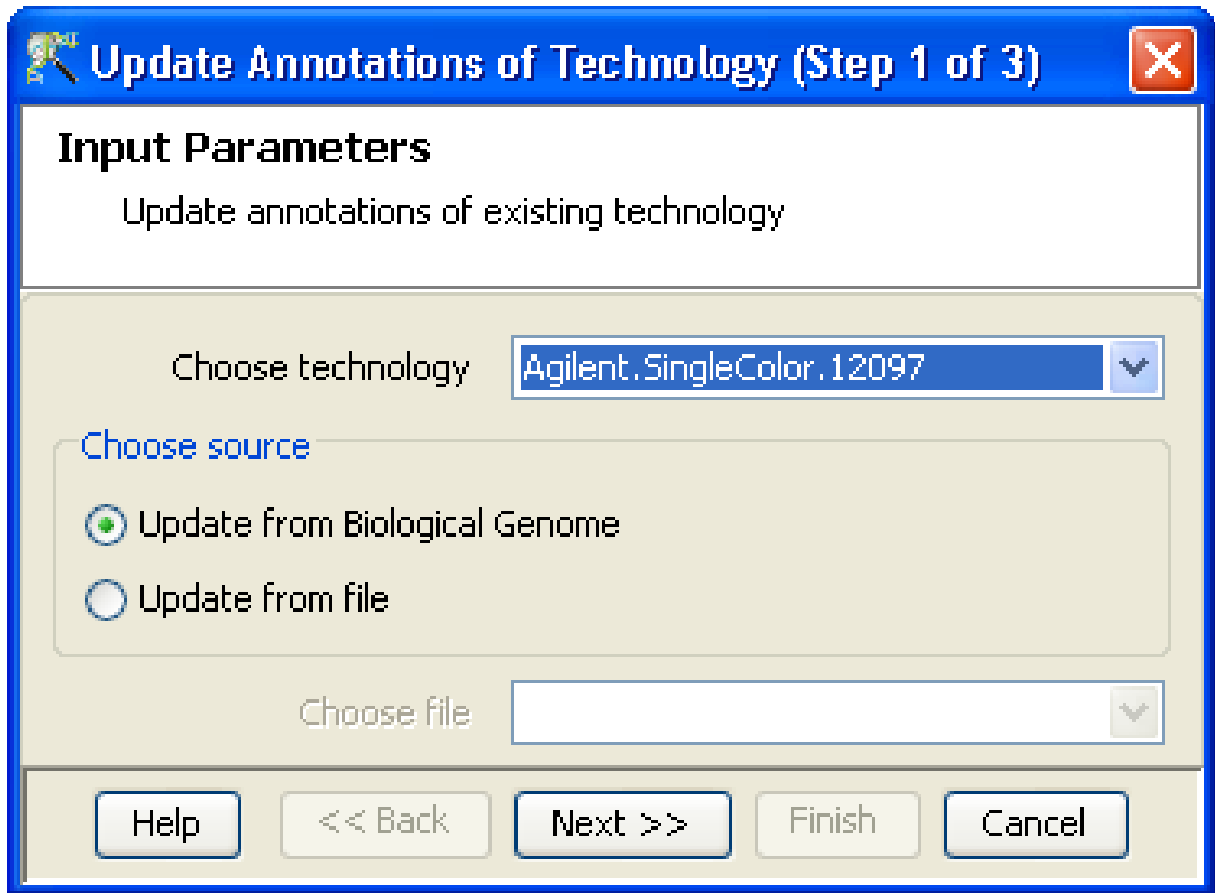 Update Annotations of Technology (Step 1 of 3)
Input Parameters
Update annotations of existing technology
Choose technology Agilent.SingleColor.12097
Choose source
Update from Biological Genome
Update from file
Choose file
Help << Back Next >> Finish Cancel